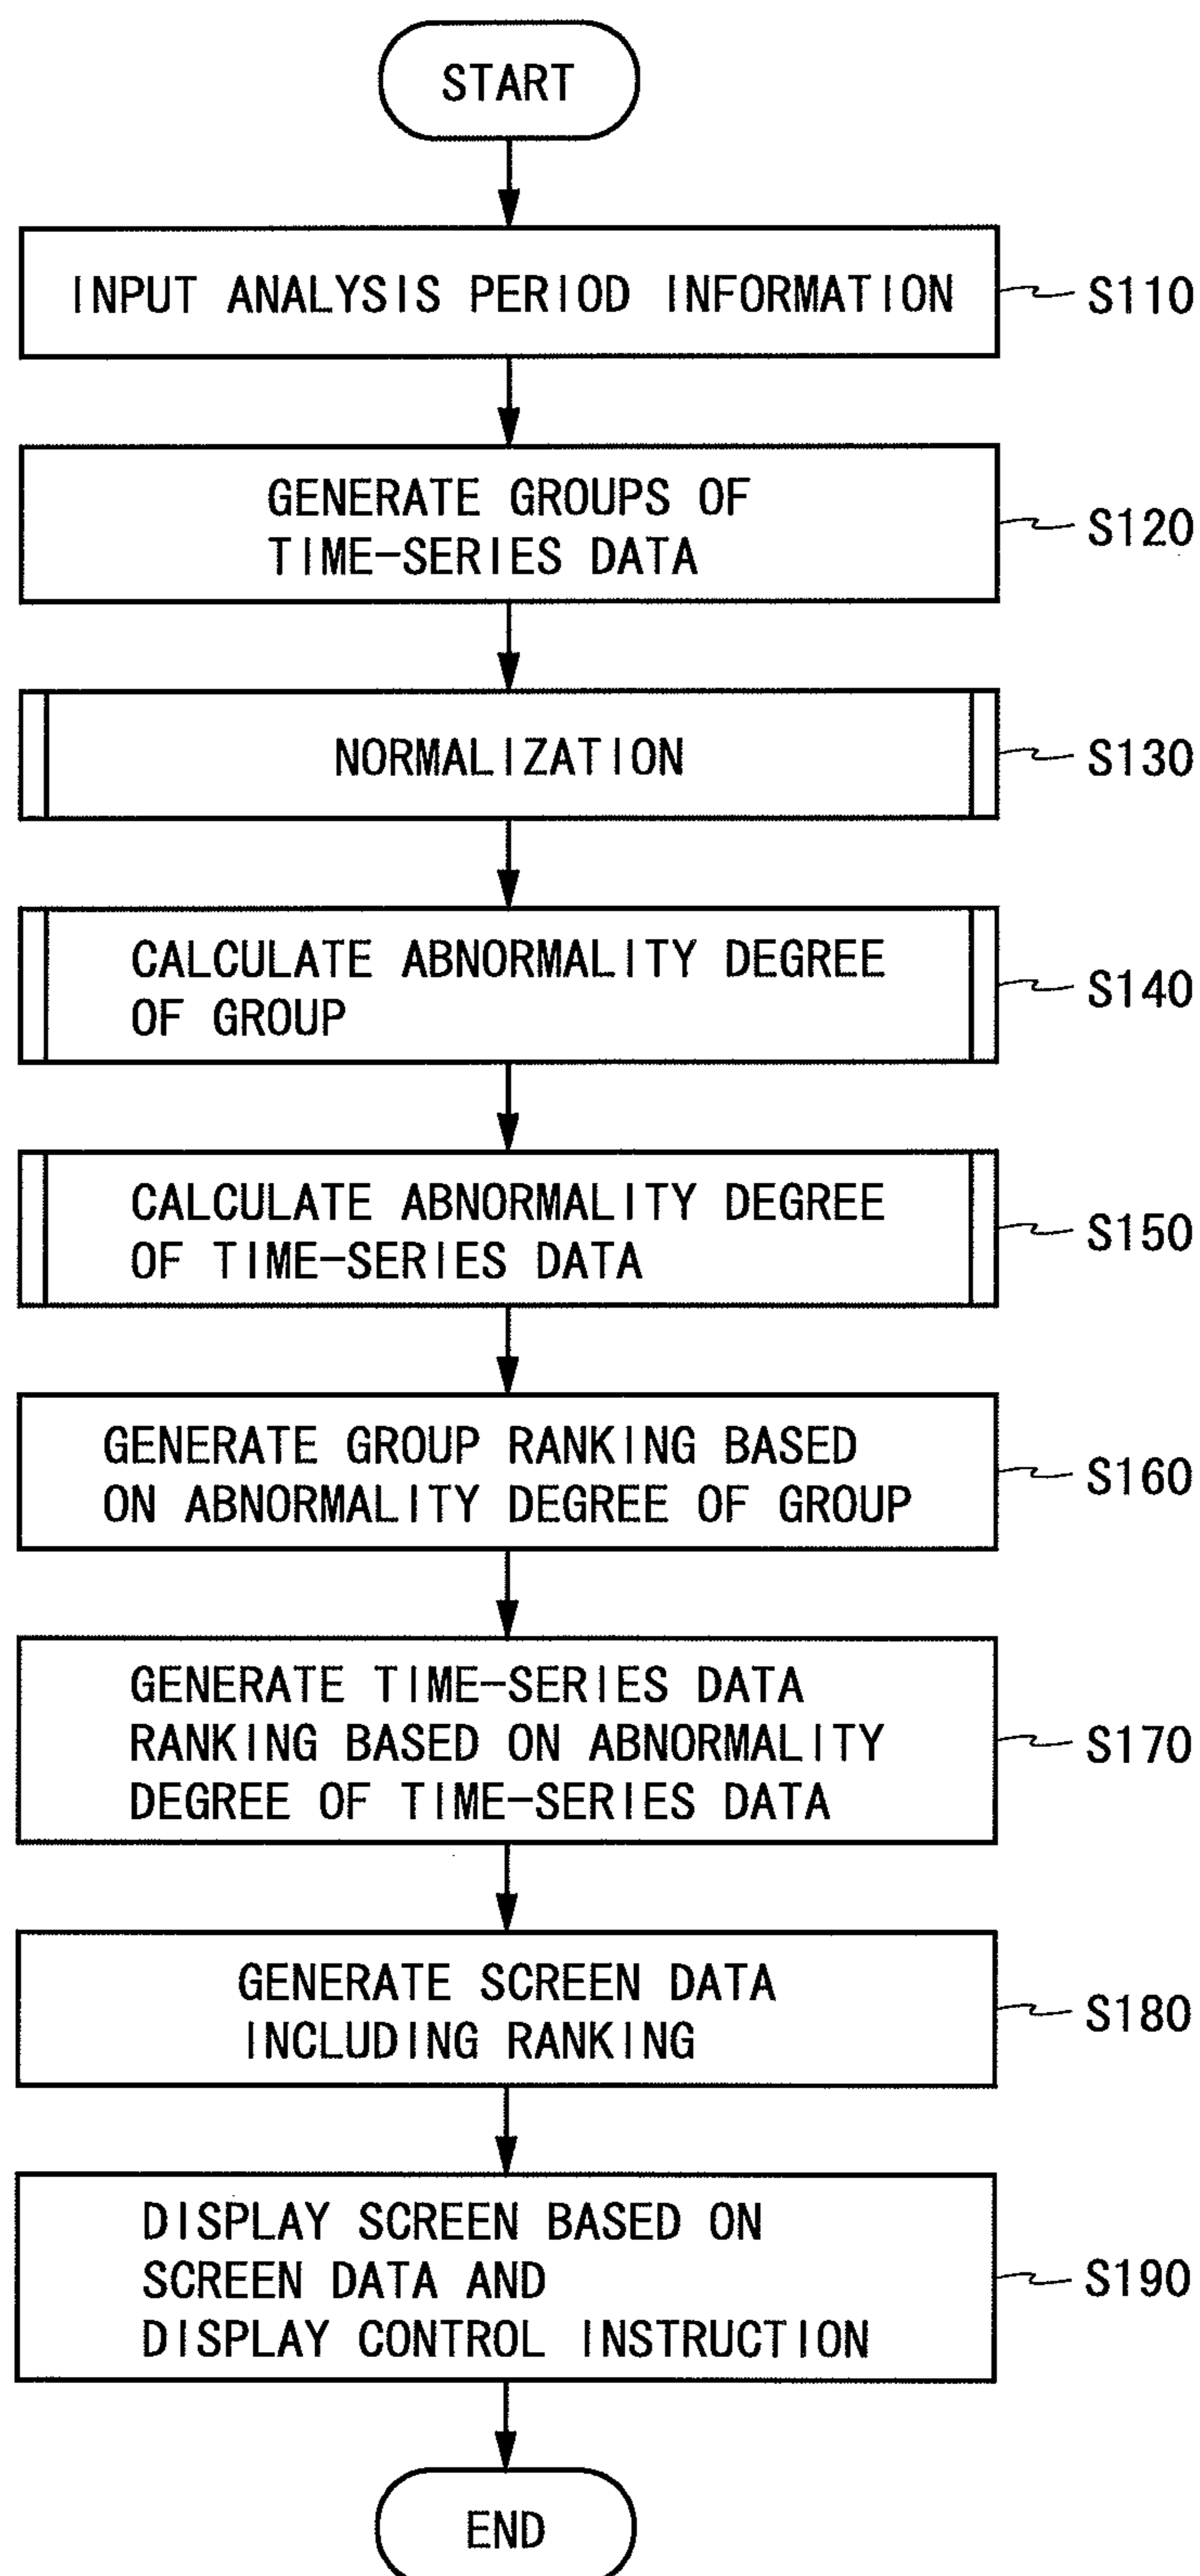 START
INPUT ANALYSIS PERIOD INFORMATION
S110
GENERATE GROUPS OF
TIME-SERIES DATA
S120
NORMALIZATION
S130
CALCULATE ABNORMALITY DEGREE
OF GROUP
S140
CALCULATE ABNORMALITY DEGREE
OF TIME-SERIES DATA
S150
GENERATE GROUP RANKING BASED
ON ABNORMALITY DEGREE OF GROUP
S160
GENERATE TIME-SERIES DATA
RANKING BASED ON ABNORMALITY
DEGREE OF TIME-SERIES DATA
S170
GENERATE SCREEN DATA
INCLUDING RANKING
S180
DISPLAY SCREEN BASED ON
SCREEN DATA AND
DISPLAY CONTROL INSTRUCTION
S190
END